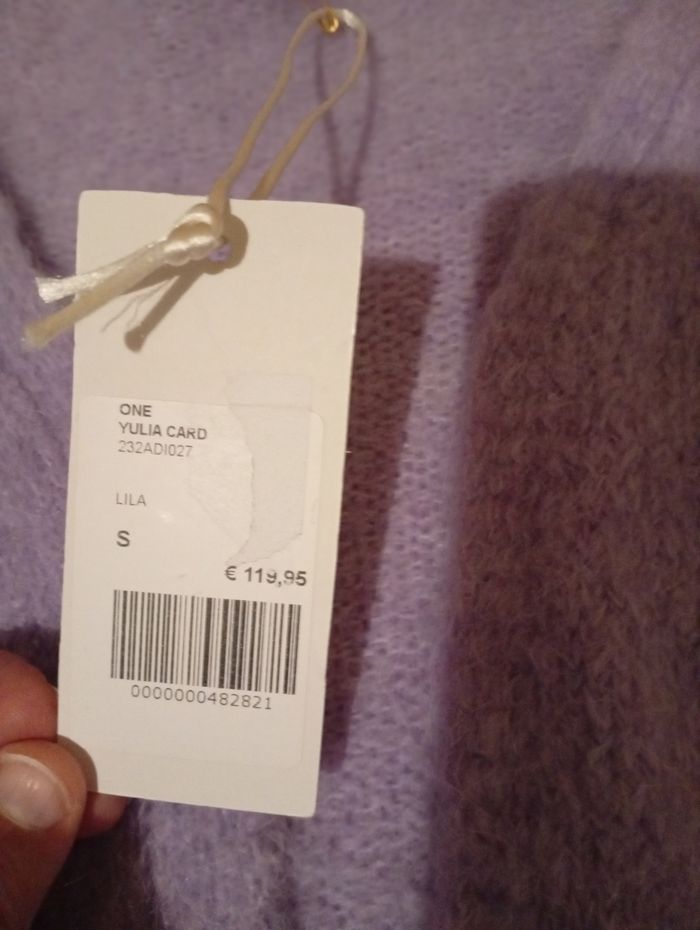 ONE
YULIA CARD
232ADI027
LILA
S
€ 119,95
0000000482821